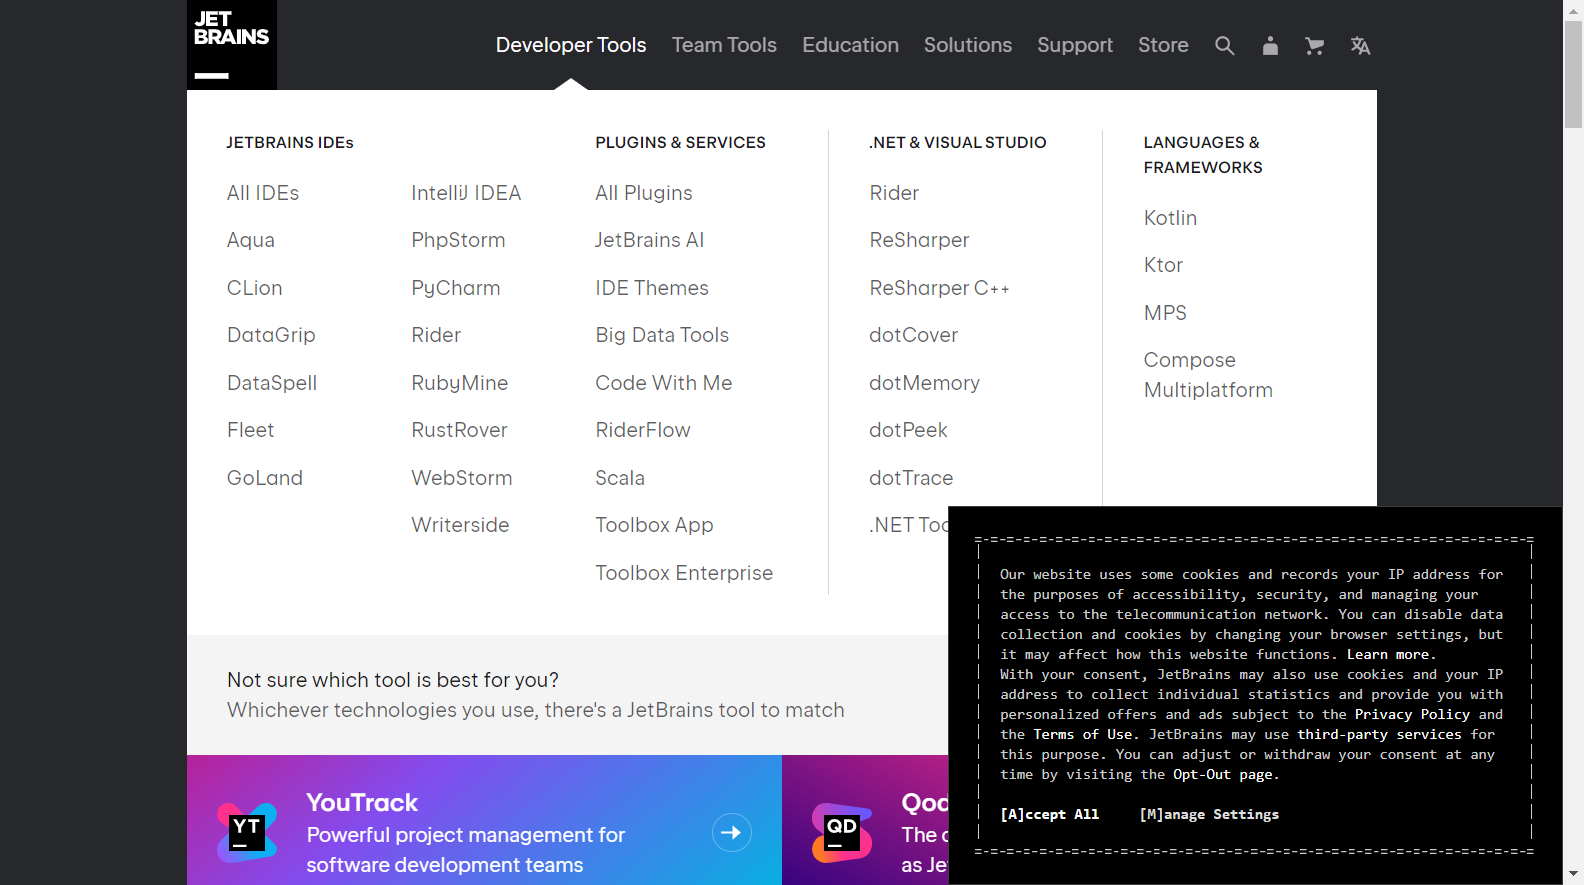 JET
BRAINS
Developer Tools
Team Tools
Education
Solutions
Support
Store
JETBRAINS IDEs
All IDEs
Aqua
CLion
DataGrip
DataSpell
Fleet
GoLand
IntelliJ IDEA
PhpStorm
PyCharm
Rider
RubyMine
RustRover
WebStorm
Writerside
PLUGINS & SERVICES
All Plugins
JetBrains AI
IDE Themes
Big Data Tools
Code With Me
RiderFlow
Scala
Toolbox App
Toolbox Enterprise
.NET & VISUAL STUDIO
Rider
ReSharper
ReSharper C++
dotCover
dotMemory
dotPeek
dotTrace
.NET
LANGUAGES &
FRAMEWORKS
Kotlin
Ktor
MPS
Compose
Multiplatform
Not sure which tool is best for you?
Whichever technologies you use, there's a JetBrains tool to match
YT
YouTrack
Powerful project management for
software development teams
QD
The
as
Our website uses some cookies and records your IP address for
the purposes of accessibility, security, and managing your
access to the telecommunication network. You can disable data
collection and cookies by changing your browser settings, but
it may affect how this website functions. Learn more.
With your consent, JetBrains may also use cookies and your IP
address to collect individual statistics and provide you with
personalized offers and ads subject to the Privacy Policy and
the Terms of Use. JetBrains may use third-party services for
this purpose. You can adjust or withdraw your consent at any
time by visiting the Opt-Out page.
[A]ccept All
[M]anage Settings